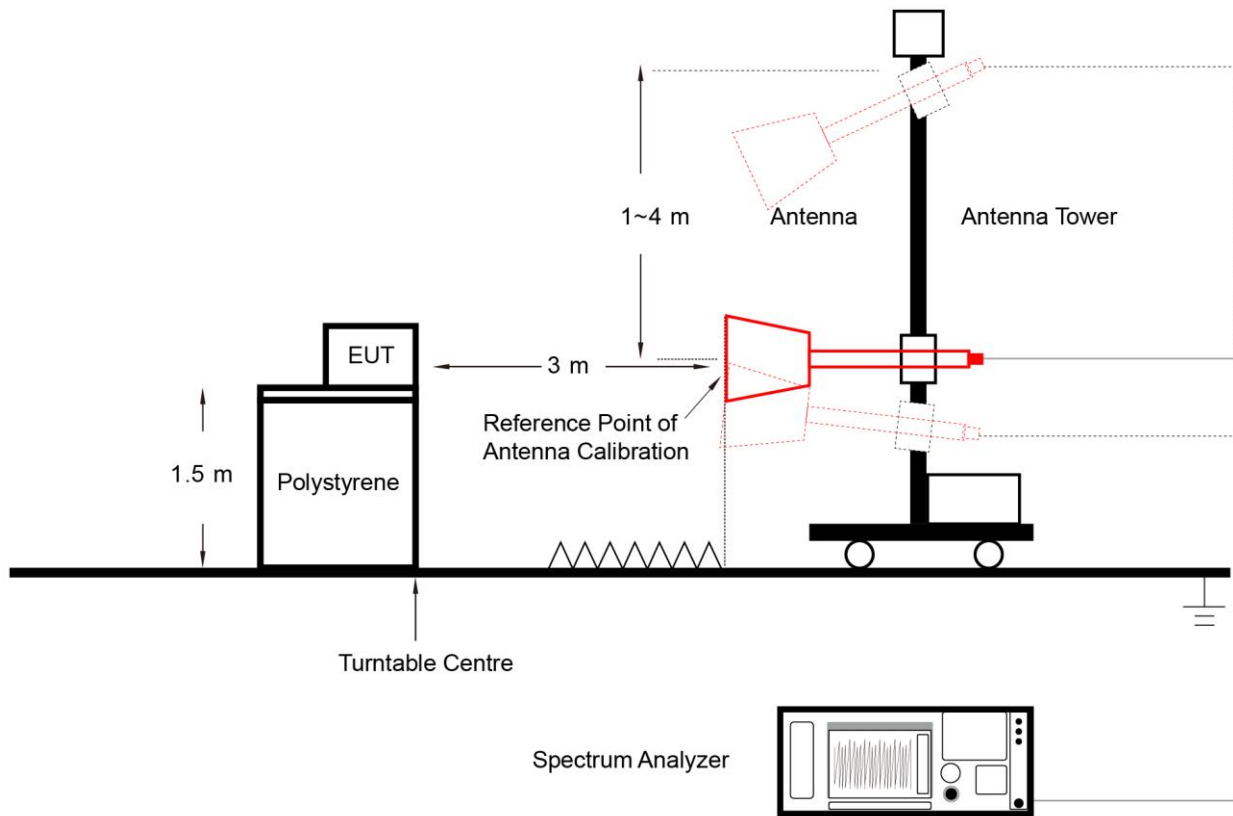 1~4 m
Antenna
Antenna Tower
EUT
3 m
Reference Point of
Antenna Calibration
1.5 m
Polystyrene
Turntable Centre
Spectrum Analyzer